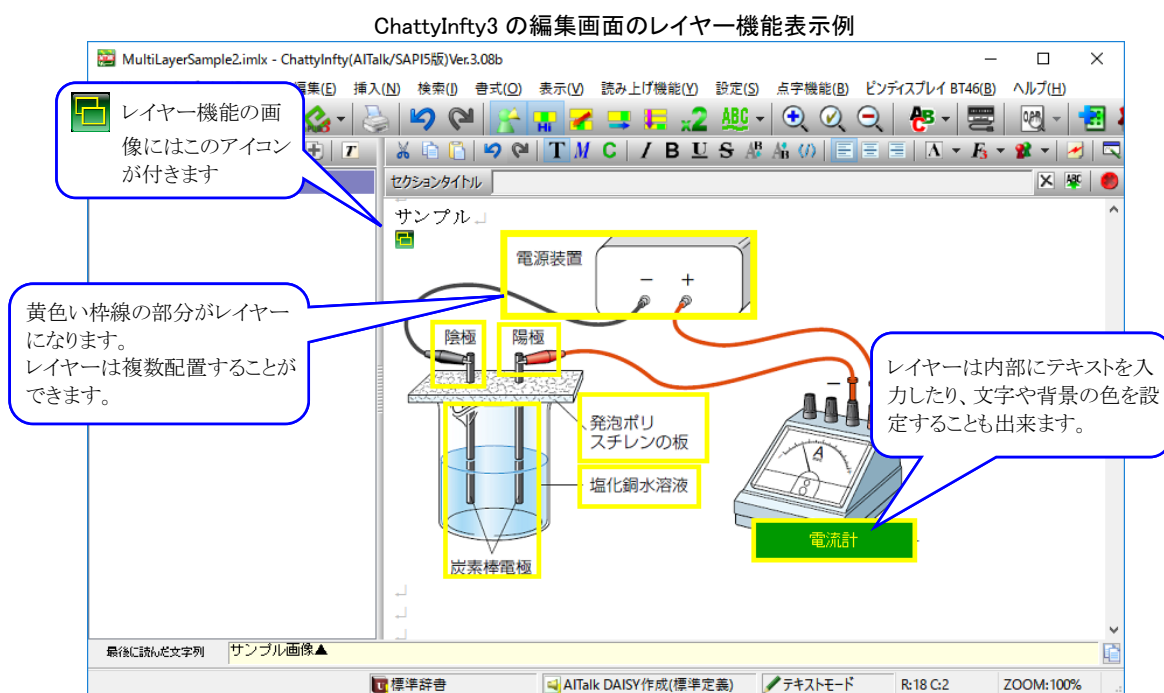 ChattyInfty3 の編集画面のレイヤー機能表示例
MultiLayerSample2.imlx - ChattyInfty(AITalk/SAPI5版)Ver.3.08b
編集(E) 挿入(N) 検索(I) 書式(O) 表示(V) 読み上げ機能(Y) 設定(S) 点字機能(B) ピンディスプレイ BT46(B) ヘルプ(H)
レイヤー機能の画
像にはこのアイコン
が付きます
セクションタイトル
サンプル
電源装置
− +
黄色い枠線の部分がレイヤー
になります。
レイヤーは複数配置することが
できます。
陰極 陽極
レイヤーは内部にテキストを入
力したり、文字や背景の色を設
定することも出来ます。
−
A
発泡ポリ
スチレンの板
塩化銅水溶液
電流計
炭素棒電極
最後に読んだ文字列 サンプル画像▲
標準辞書 AITalk DAISY作成(標準定義) テキストモード R:18 C:2 ZOOM:100%